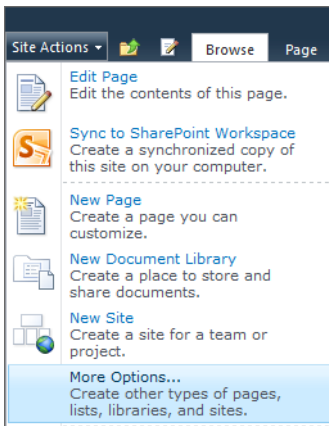 Site Actions Browse Page
Edit Page
Edit the contents of this page.
Sync to SharePoint Workspace
Create a synchronized copy of
this site on your computer.
New Page
Create a page you can
customize.
New Document Library
Create a place to store and
share documents.
New Site
Create a site for a team or
project.
More Options...
Create other types of pages,
lists, libraries, and sites.